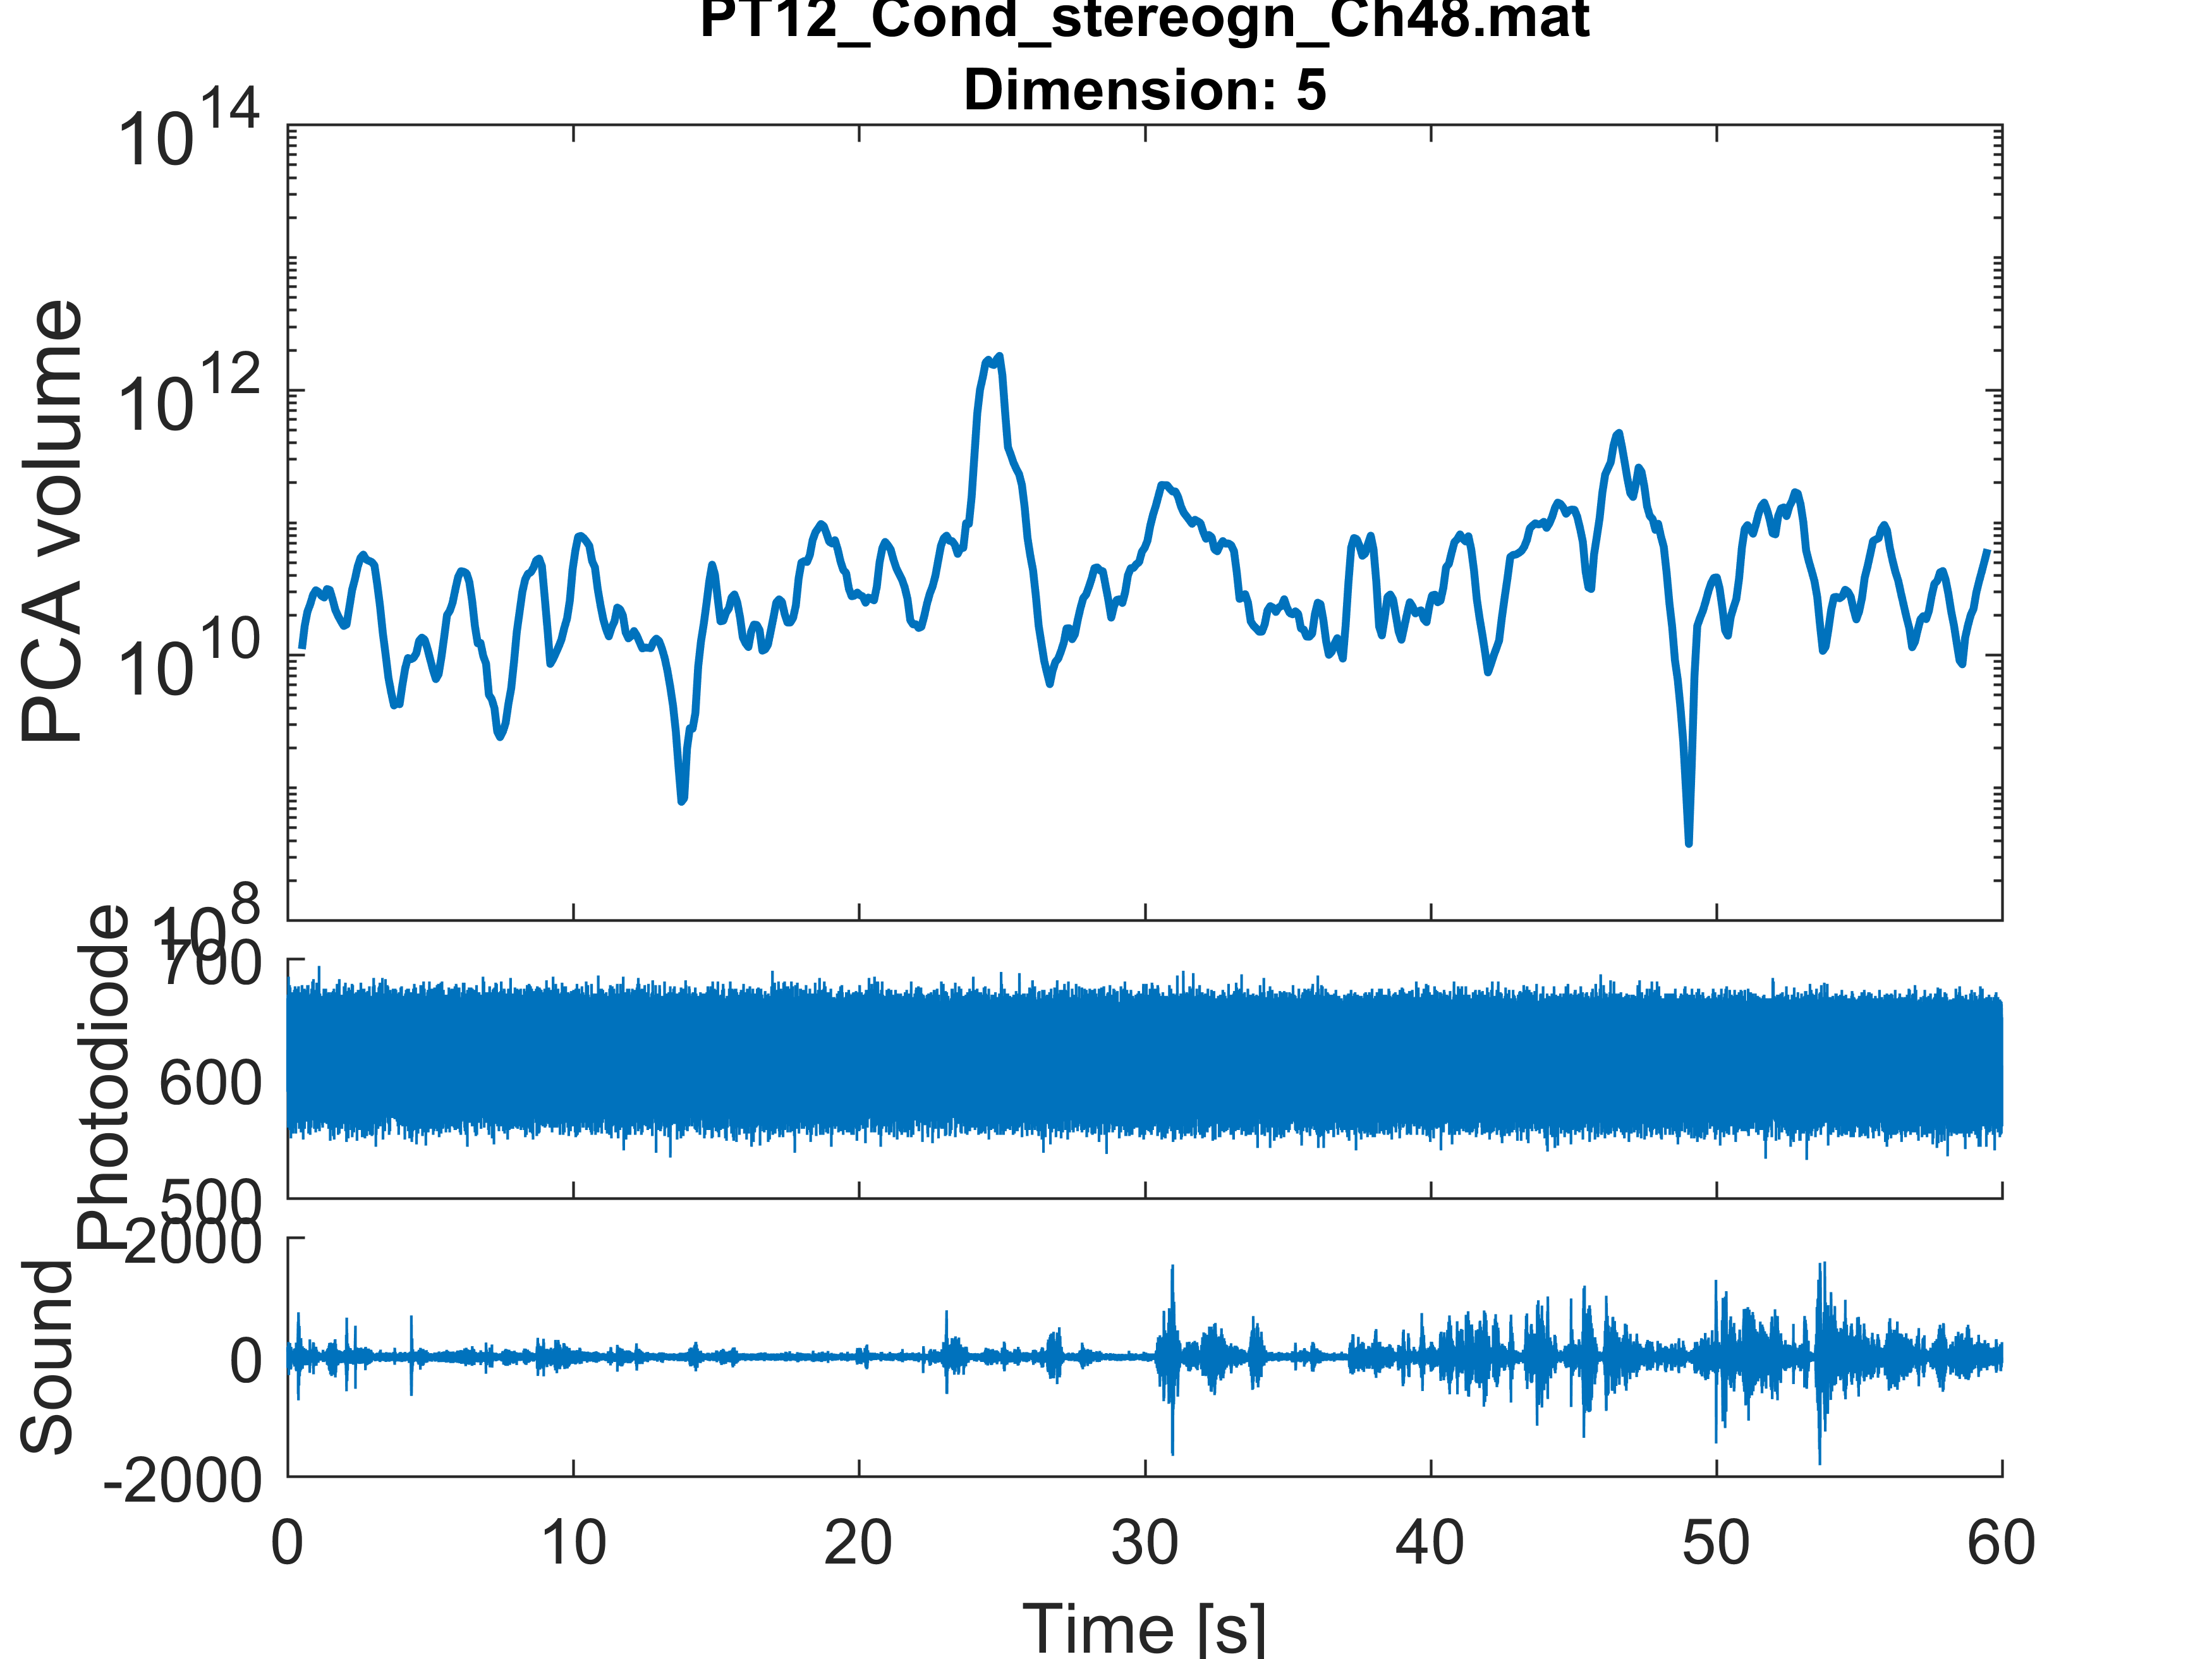 PT12_Cond_stereogn_Ch48.mat
Dimension: 5
PCA volume
10^14
10^12
10^10
10^8
Photodiode
700
600
500
Sound
2000
0
-2000
0 10 20 30 40 50 60
Time [s]